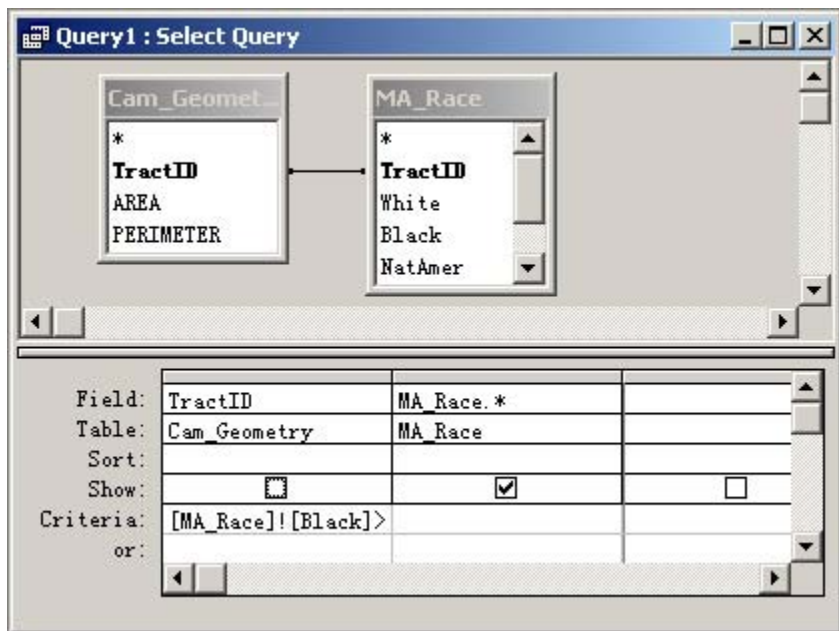 Query1 : Select Query
Cam_Geomet...
*
TractID
AREA
PERIMETER
MA_Race
*
TractID
White
Black
NatAmer
Field: TractID MA_Race.*
Table: Cam_Geometry MA_Race
Sort:
Show:
Criteria: [MA_Race]![Black]>
or: